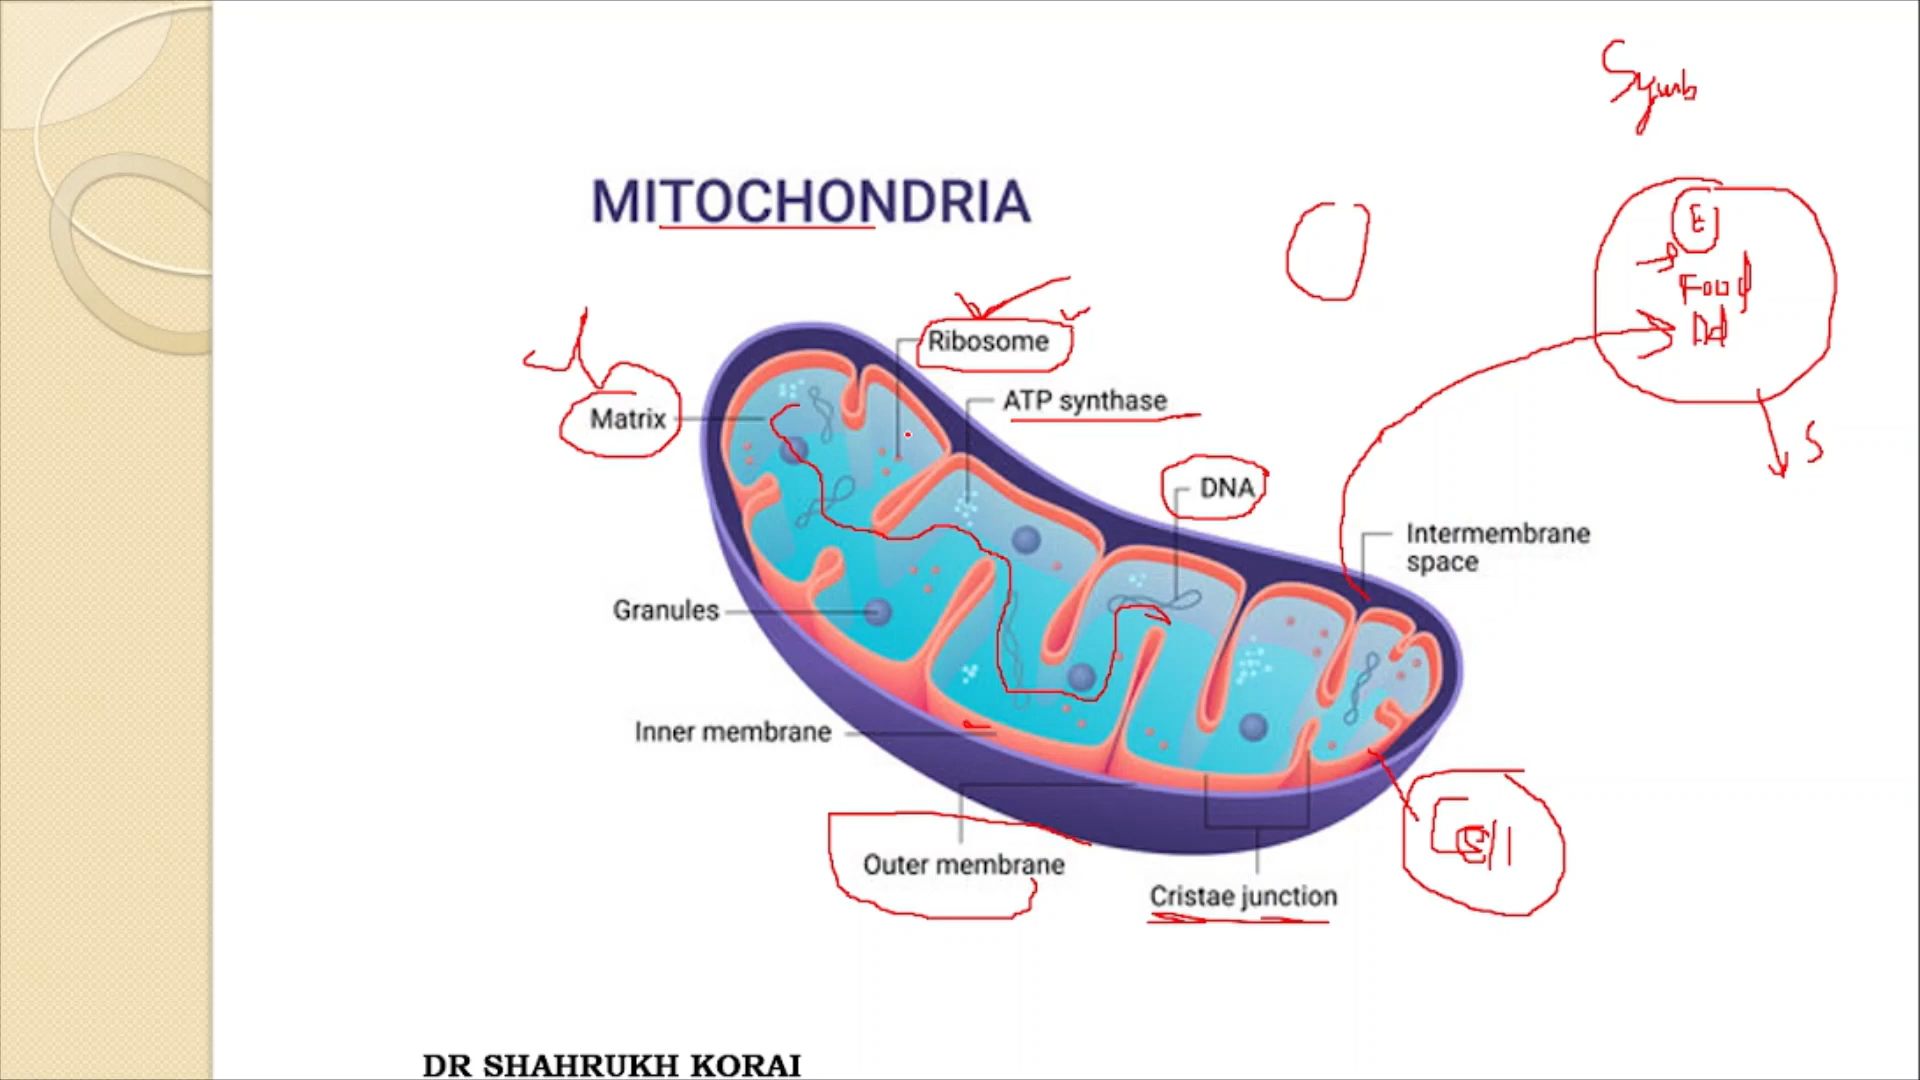 Symb
MITOCHONDRIA
E
Food
Ribosome
ATP synthase
Matrix
S
DNA
Intermembrane
space
Granules
Inner membrane
Outer membrane
Cristae junction
DR SHAHRUKH KORAI